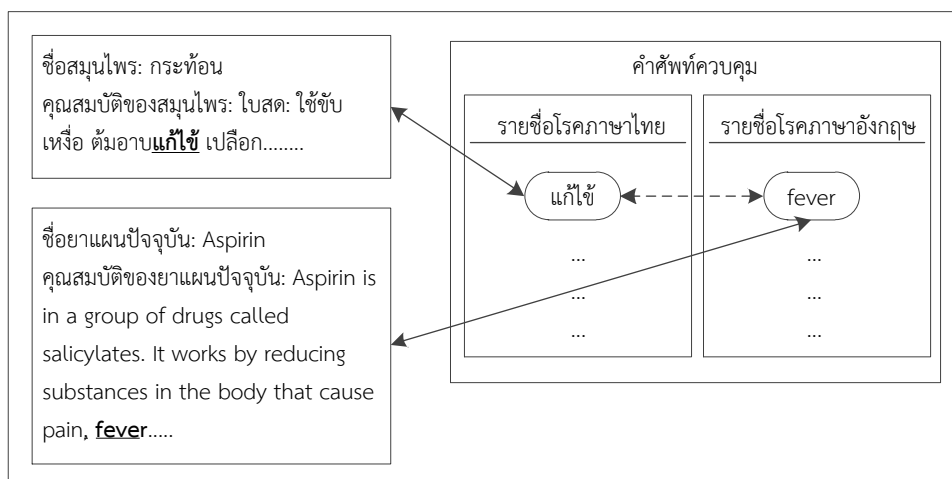 ชื่อสมุนไพร: กระท้อน
คุณสมบัติของสมุนไพร: ใบสด: ใช้ขับ
เหงื่อ ต้มอาบแก้ไข้ เปลือก........
ชื่อยาแผนปัจจุบัน: Aspirin
คุณสมบัติของยาแผนปัจจุบัน: Aspirin is
in a group of drugs called
salicylates. It works by reducing
substances in the body that cause
pain, fever.....
คำศัพท์ควบคุม
รายชื่อโรคภาษาไทย
แก้ไข้
...
...
...
รายชื่อโรคภาษาอังกฤษ
fever
...
...
...